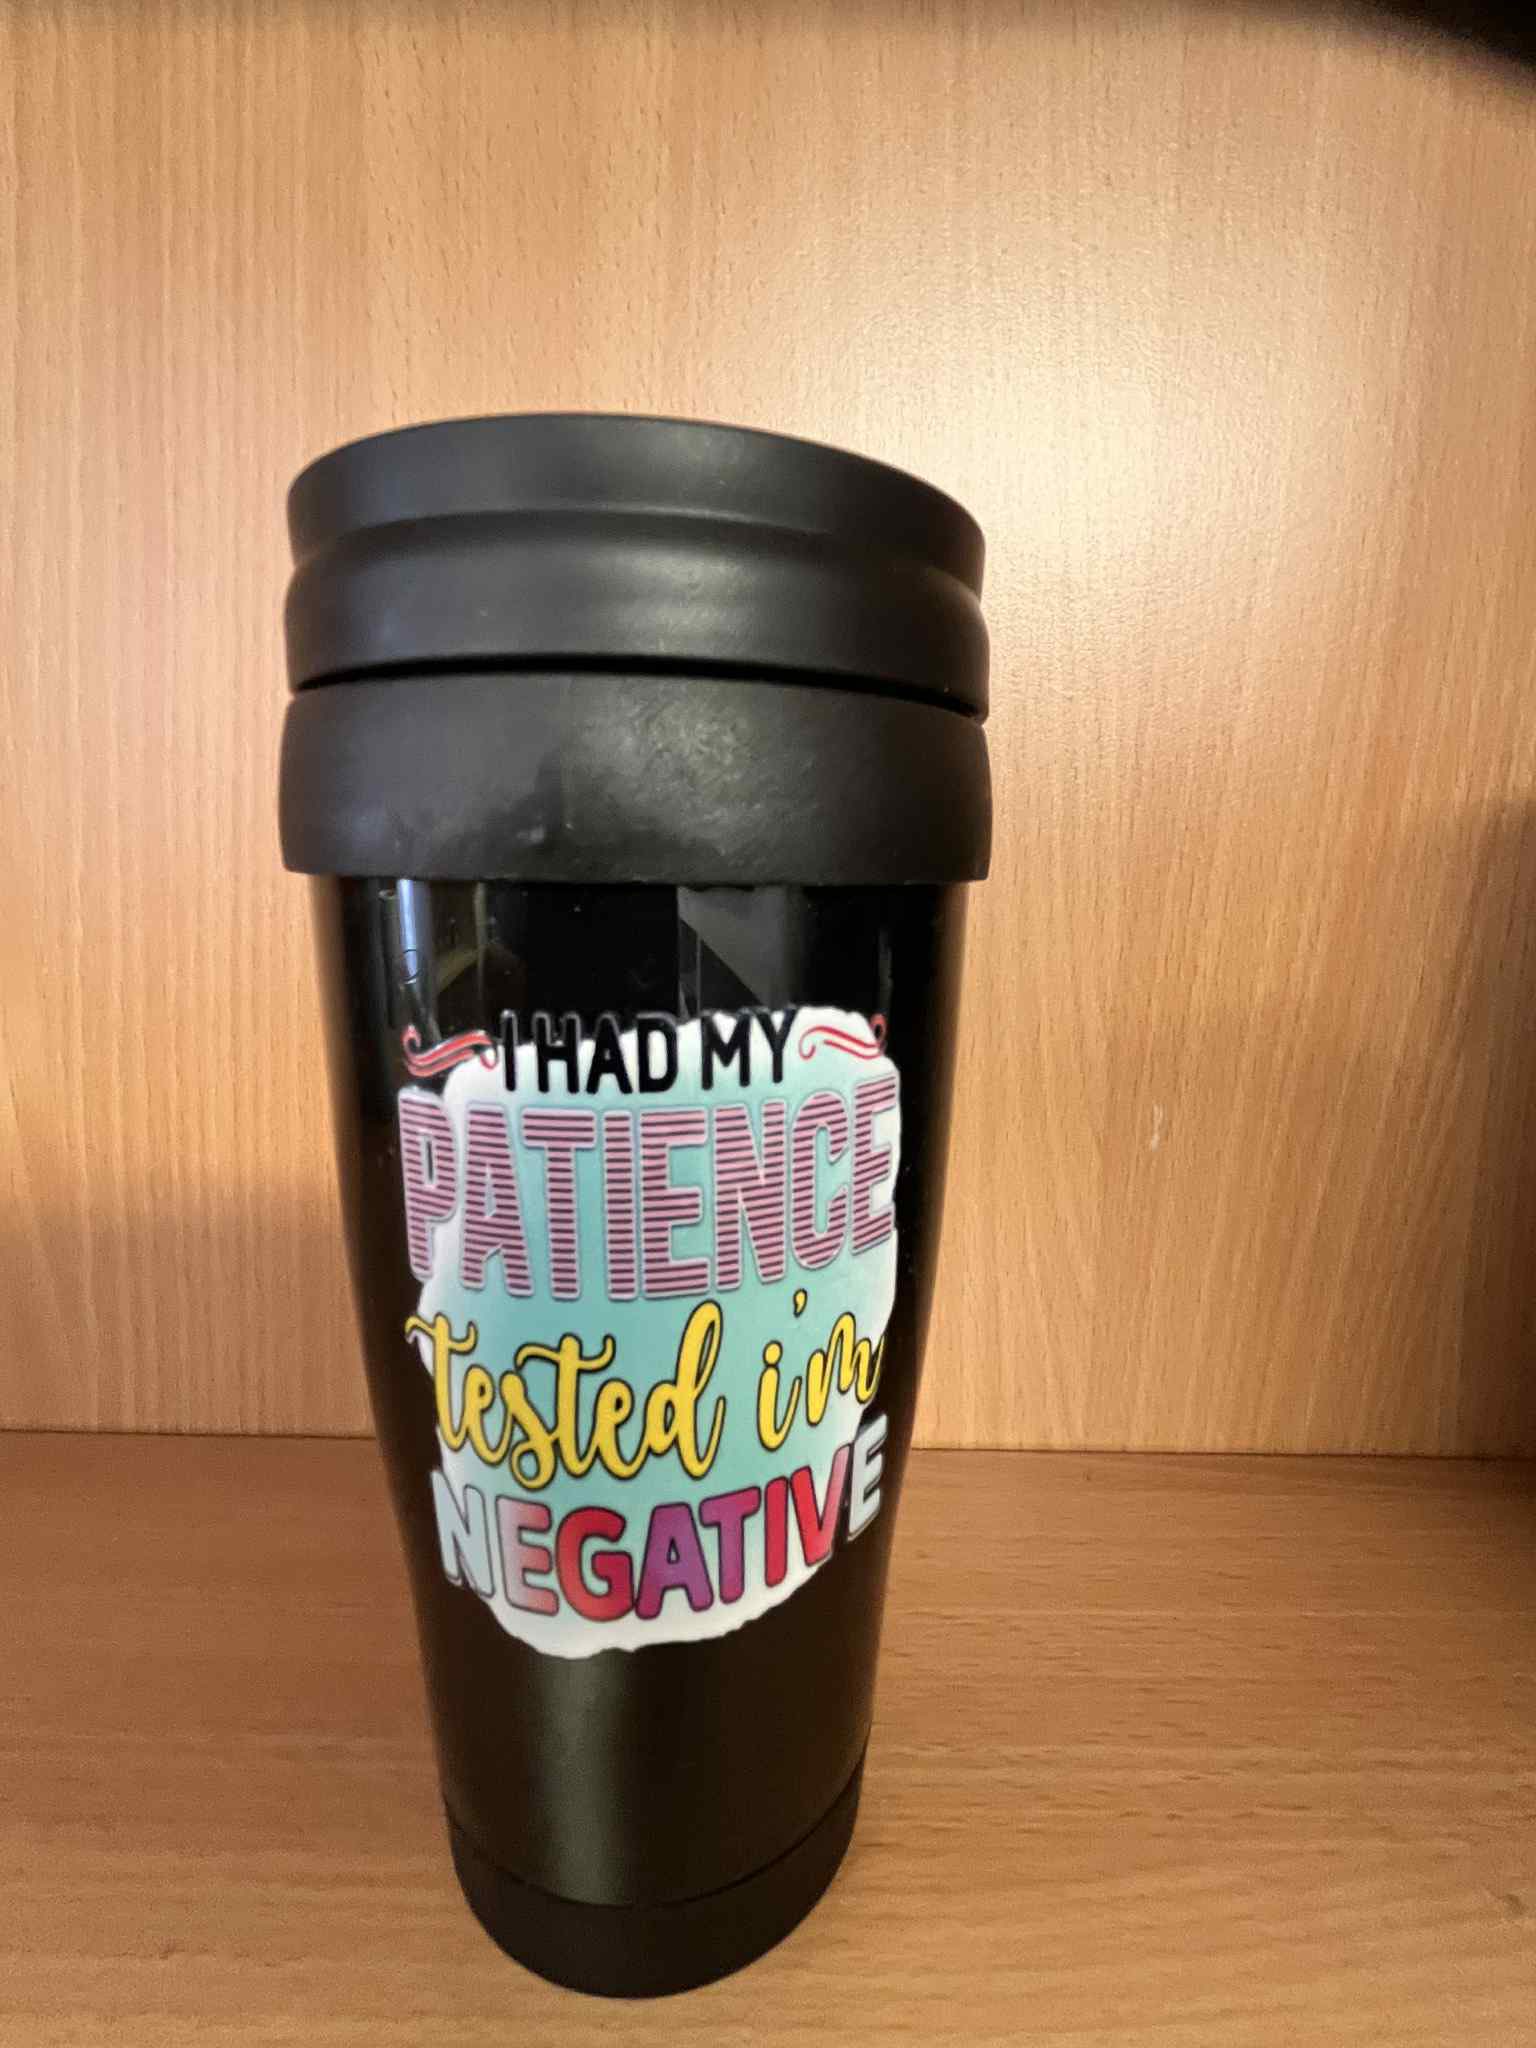 I HAD MY
PATIENCE
tested i'm
NEGATIVE